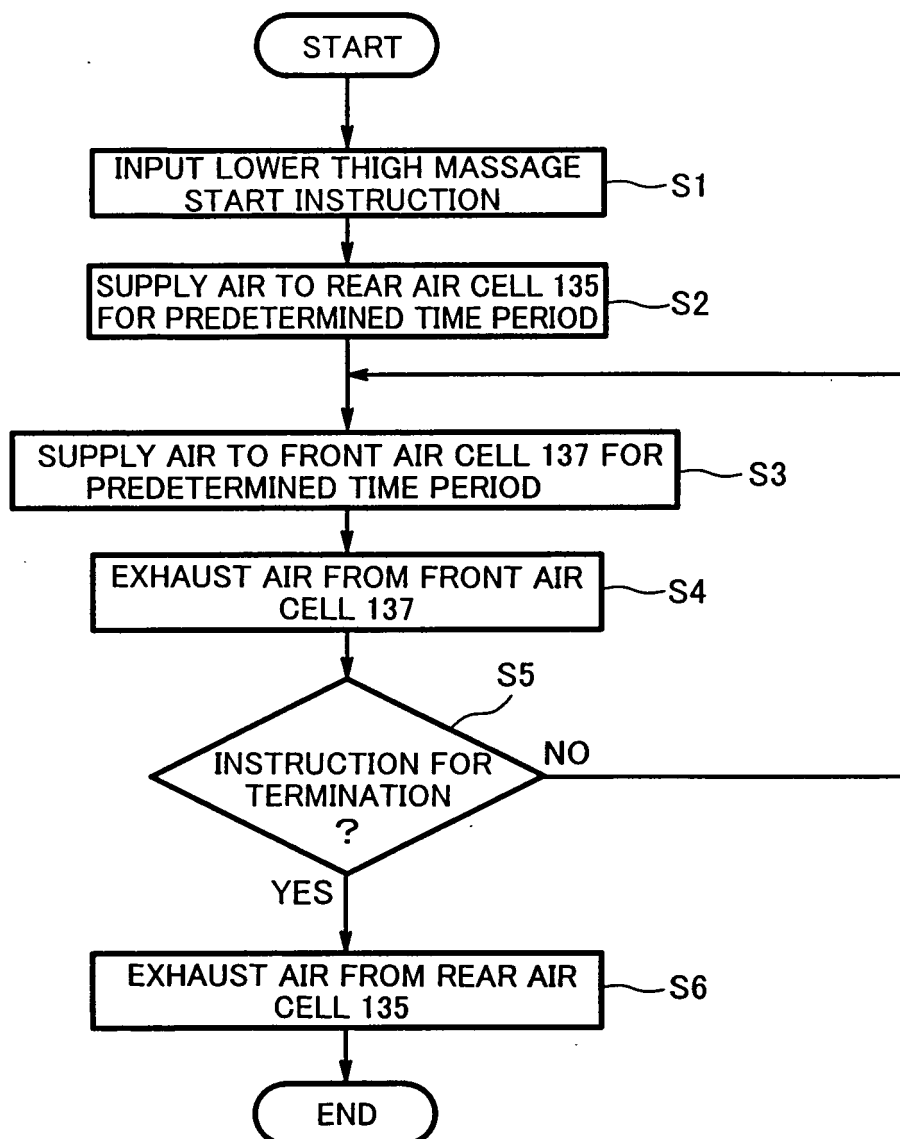 START
INPUT LOWER THIGH MASSAGE
START INSTRUCTION
S1
SUPPLY AIR TO REAR AIR CELL 135
FOR PREDETERMINED TIME PERIOD
S2
SUPPLY AIR TO FRONT AIR CELL 137 FOR
PREDETERMINED TIME PERIOD
S3
EXHAUST AIR FROM FRONT AIR
CELL 137
S4
S5
INSTRUCTION FOR
TERMINATION
?
NO
YES
EXHAUST AIR FROM REAR AIR
CELL 135
S6
END